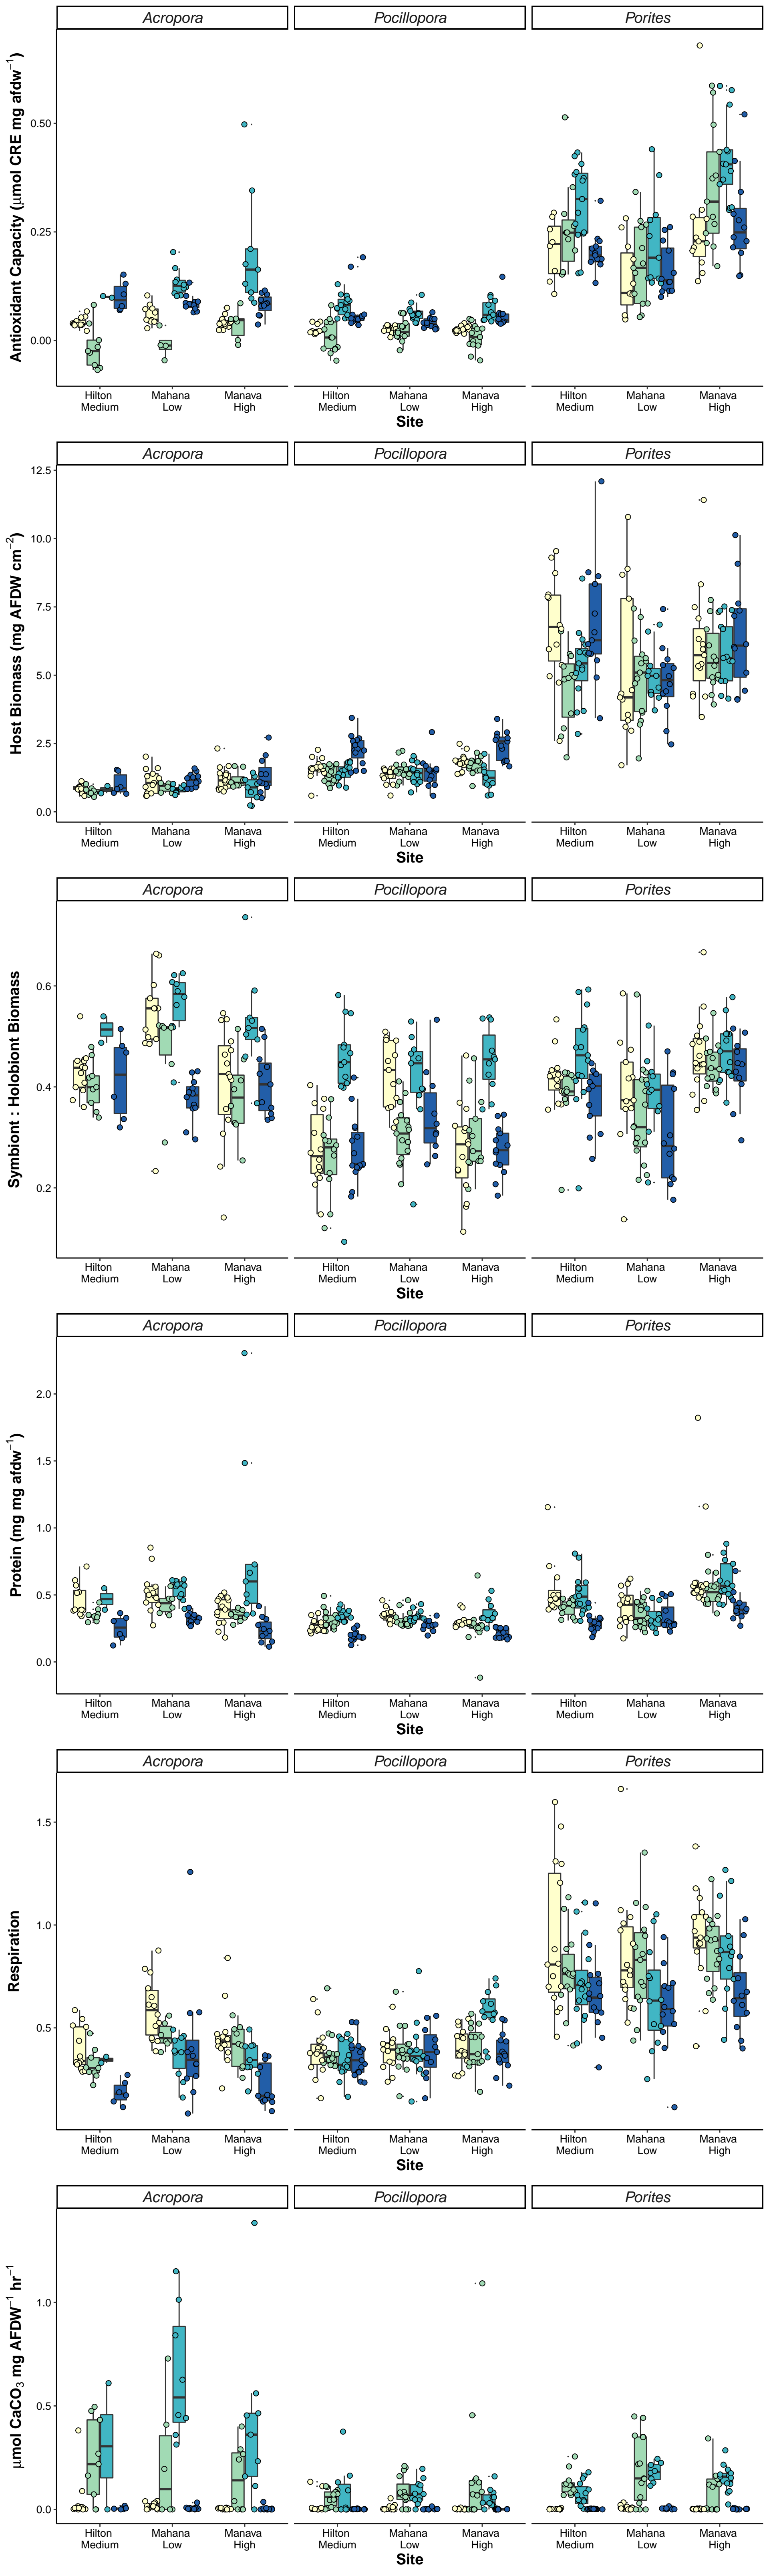 Acropora Pocillopora Porites
Antioxidant Capacity (μmol CRE mg afdw⁻¹)
0.50
0.25
0.00
Hilton Mahana Manava Hilton Mahana Manava Hilton Mahana Manava
Medium Low High Medium Low High Medium Low High
Site
Acropora Pocillopora Porites
Host Biomass (mg AFDW cm⁻²)
12.5
10.0
7.5
5.0
2.5
0.0
Hilton Mahana Manava Hilton Mahana Manava Hilton Mahana Manava
Medium Low High Medium Low High Medium Low High
Site
Acropora Pocillopora Porites
Symbiont : Holobiont Biomass
0.6
0.4
0.2
Hilton Mahana Manava Hilton Mahana Manava Hilton Mahana Manava
Medium Low High Medium Low High Medium Low High
Site
Acropora Pocillopora Porites
Protein (mg mg afdw⁻¹)
2.0
1.5
1.0
0.5
0.0
Hilton Mahana Manava Hilton Mahana Manava Hilton Mahana Manava
Medium Low High Medium Low High Medium Low High
Site
Acropora Pocillopora Porites
Respiration
1.5
1.0
0.5
Hilton Mahana Manava Hilton Mahana Manava Hilton Mahana Manava
Medium Low High Medium Low High Medium Low High
Site
Acropora Pocillopora Porites
μmol CaCO₃ mg AFDW⁻¹ hr⁻¹
1.0
0.5
0.0
Hilton Mahana Manava Hilton Mahana Manava Hilton Mahana Manava
Medium Low High Medium Low High Medium Low High
Site